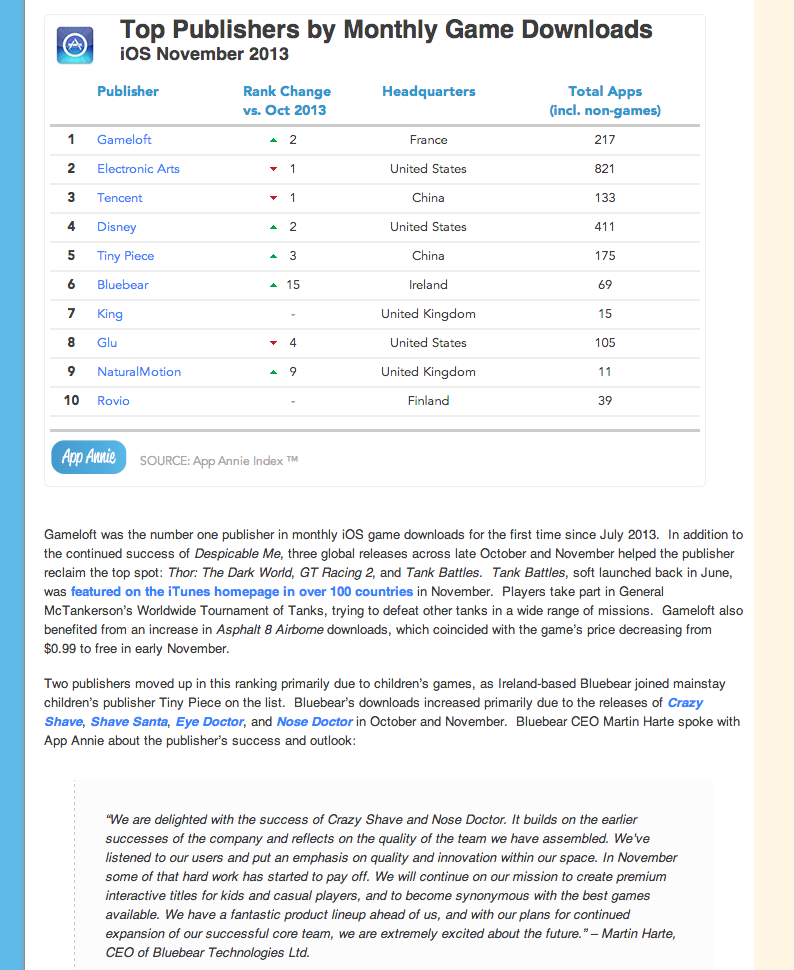 Top Publishers by Monthly Game Downloads
iOS November 2013
Publisher Rank Change vs. Oct 2013 Headquarters Total Apps (incl. non-games)
1 Gameloft ▲ 2 France 217
2 Electronic Arts ▼ 1 United States 821
3 Tencent ▼ 1 China 133
4 Disney ▲ 2 United States 411
5 Tiny Piece ▲ 3 China 175
6 Bluebear ▲ 15 Ireland 69
7 King - United Kingdom 15
8 Glu ▼ 4 United States 105
9 NaturalMotion ▲ 9 United Kingdom 11
10 Rovio - Finland 39
App Annie SOURCE: App Annie Index ™
Gameloft was the number one publisher in monthly iOS game downloads for the first time since July 2013. In addition to
the continued success of Despicable Me, three global releases across late October and November helped the publisher
reclaim the top spot: Thor: The Dark World, GT Racing 2, and Tank Battles. Tank Battles, soft launched back in June,
was featured on the iTunes homepage in over 100 countries in November. Players take part in General
McTankerson's Worldwide Tournament of Tanks, trying to defeat other tanks in a wide range of missions. Gameloft also
benefited from an increase in Asphalt 8 Airborne downloads, which coincided with the game's price decreasing from
$0.99 to free in early November.
Two publishers moved up in this ranking primarily due to children's games, as Ireland-based Bluebear joined mainstay
children's publisher Tiny Piece on the list. Bluebear's downloads increased primarily due to the releases of Crazy
Shave, Shave Santa, Eye Doctor, and Nose Doctor in October and November. Bluebear CEO Martin Harte spoke with
App Annie about the publisher's success and outlook:
"We are delighted with the success of Crazy Shave and Nose Doctor. It builds on the earlier
successes of the company and reflects on the quality of the team we have assembled. We've
listened to our users and put an emphasis on quality and innovation within our space. In November
some of that hard work has started to pay off. We will continue on our mission to create premium
interactive titles for kids and casual players, and to become synonymous with the best games
available. We have a fantastic product lineup ahead of us, and with our plans for continued
expansion of our successful core team, we are extremely excited about the future." – Martin Harte,
CEO of Bluebear Technologies Ltd.